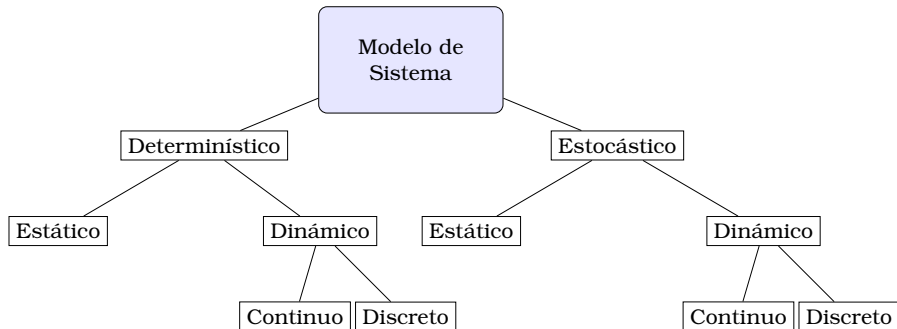 Modelo de
Sistema
Determinístico
Estocástico
Estático
Dinámico
Estático
Dinámico
Continuo
Discreto
Continuo
Discreto